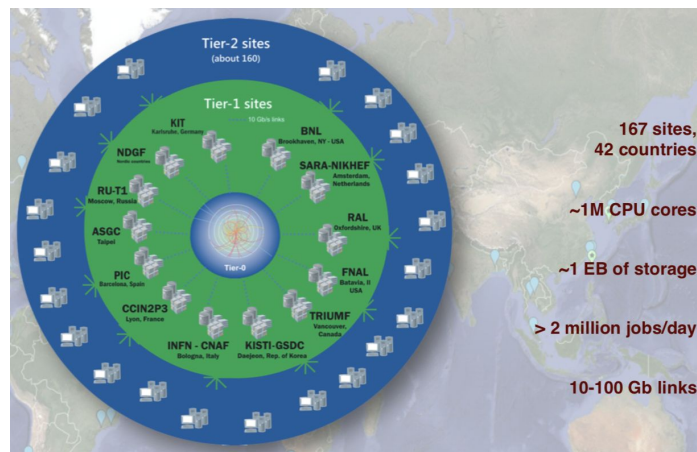 Tier-2 sites
(about 160)
Tier-1 sites
10 Gb/s links
KIT
Karlsruhe, Germany
BNL
Brookhaven, NY - USA
NDGF
Nordic countries
SARA-NIKHEF
Amsterdam,
Netherlands
RU-T1
Moscow, Russia
RAL
Oxfordshire, UK
ASGC
Taipei
Tier-0
PIC
Barcelona, Spain
FNAL
Batavia, Il
USA
CCIN2P3
Lyon, France
TRIUMF
Vancouver,
Canada
INFN - CNAF
Bologna, Italy
KISTI-GSDC
Daejeon, Rep. of Korea
167 sites,
42 countries
~1M CPU cores
~1 EB of storage
> 2 million jobs/day
10-100 Gb links